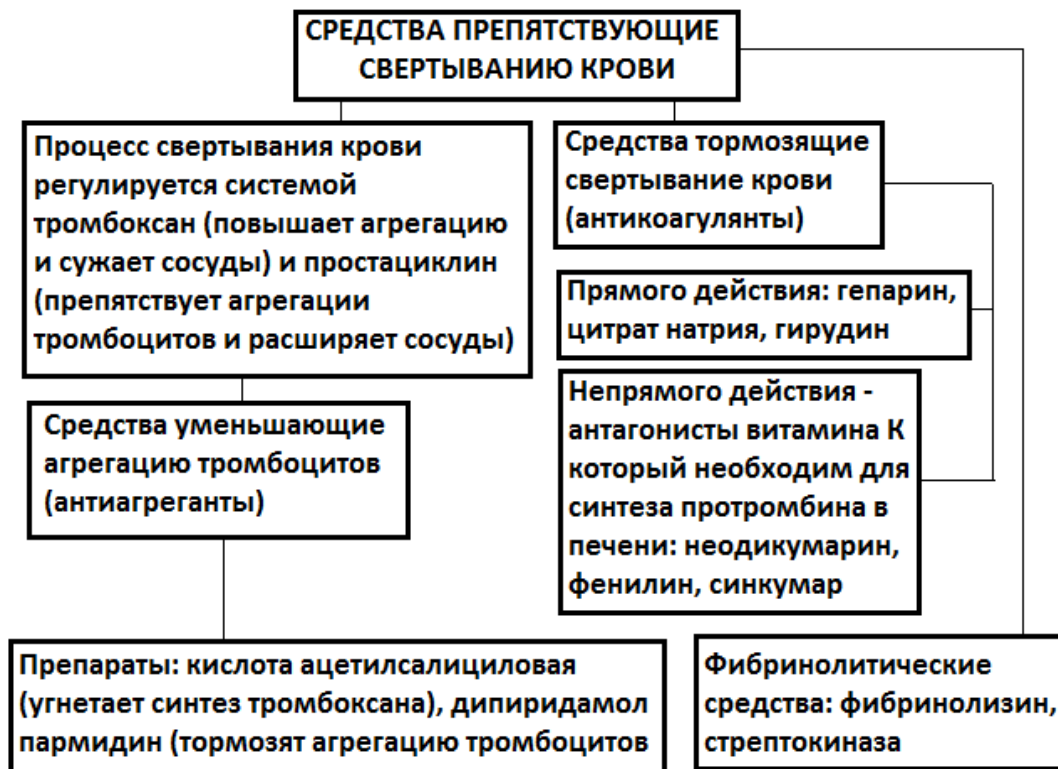 СРЕДСТВА ПРЕПЯТСТВУЮЩИЕ
СВЕРТЫВАНИЮ КРОВИ
Процесс свертывания крови
регулируется системой
тромбоксан (повышает агрегацию
и сужает сосуды) и простациклин
(препятствует агрегации
тромбоцитов и расширяет сосуды)
Средства уменьшающие
агрегацию тромбоцитов
(антиагреганты)
Препараты: кислота ацетилсалициловая
(угнетает синтез тромбоксана), дипиридамол
пармидин (тормозят агрегацию тромбоцитов
Средства тормозящие
свертывание крови
(антикоагулянты)
Прямого действия: гепарин,
цитрат натрия, гирудин
Непрямого действия -
антагонисты витамина К
который необходим для
синтеза протромбина в
печени: неодикумарин,
фенилин, синкумар
Фибринолитические
средства: фибринолизин,
стрептокиназа